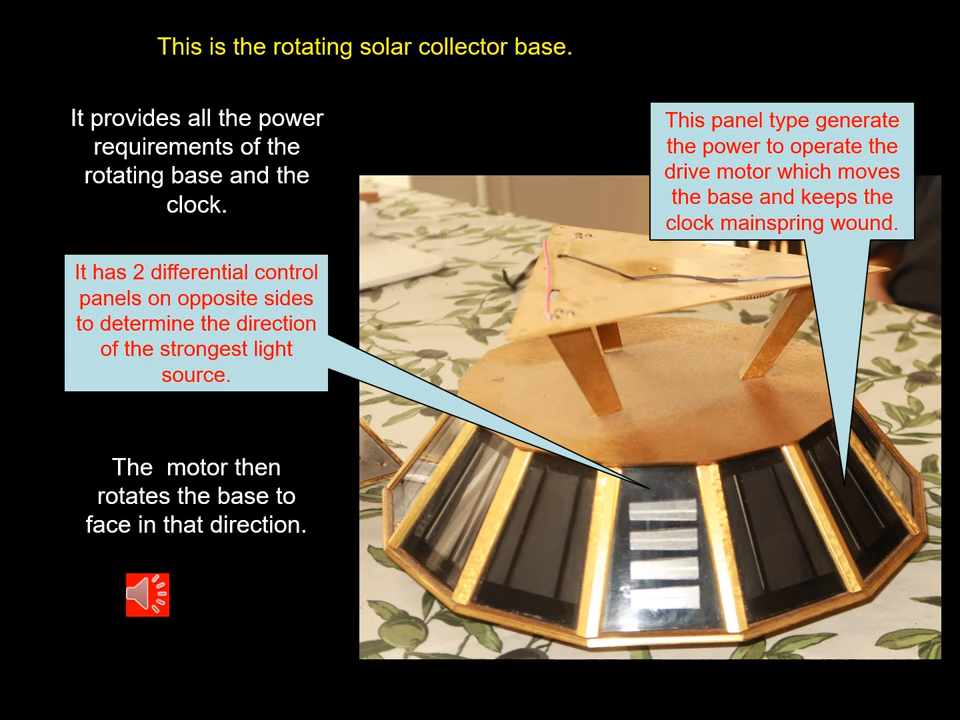 This is the rotating solar collector base.
It provides all the power
requirements of the
rotating base and the
clock.
This panel type generate
the power to operate the
drive motor which moves
the base and keeps the
clock mainspring wound.
It has 2 differential control
panels on opposite sides
to determine the direction
of the strongest light
source.
The  motor then
rotates the base to
face in that direction.